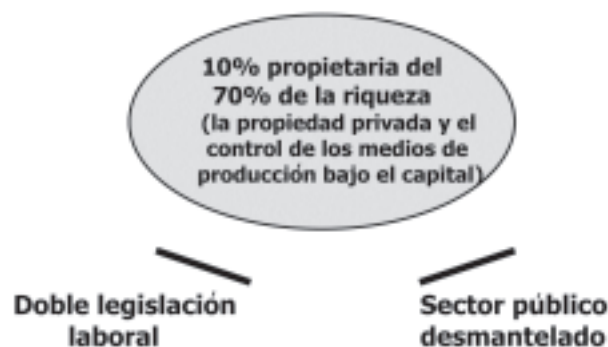 10% propietaria del
70% de la riqueza
(la propiedad privada y el
control de los medios de
producción bajo el capital)
Doble legislación
laboral
Sector público
desmantelado